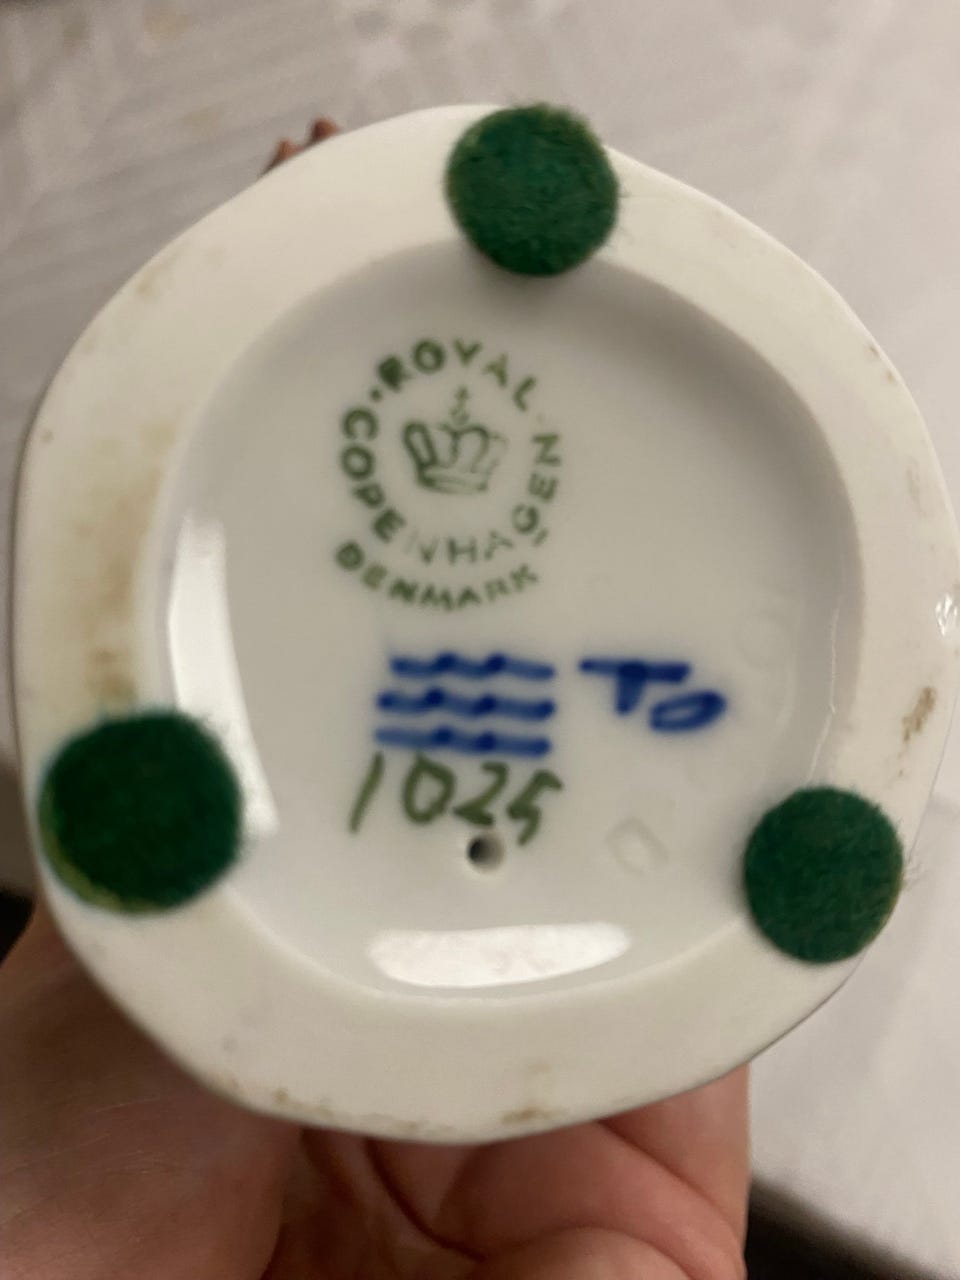 ROYAL
COPENHAGEN
DENMARK
To
1025